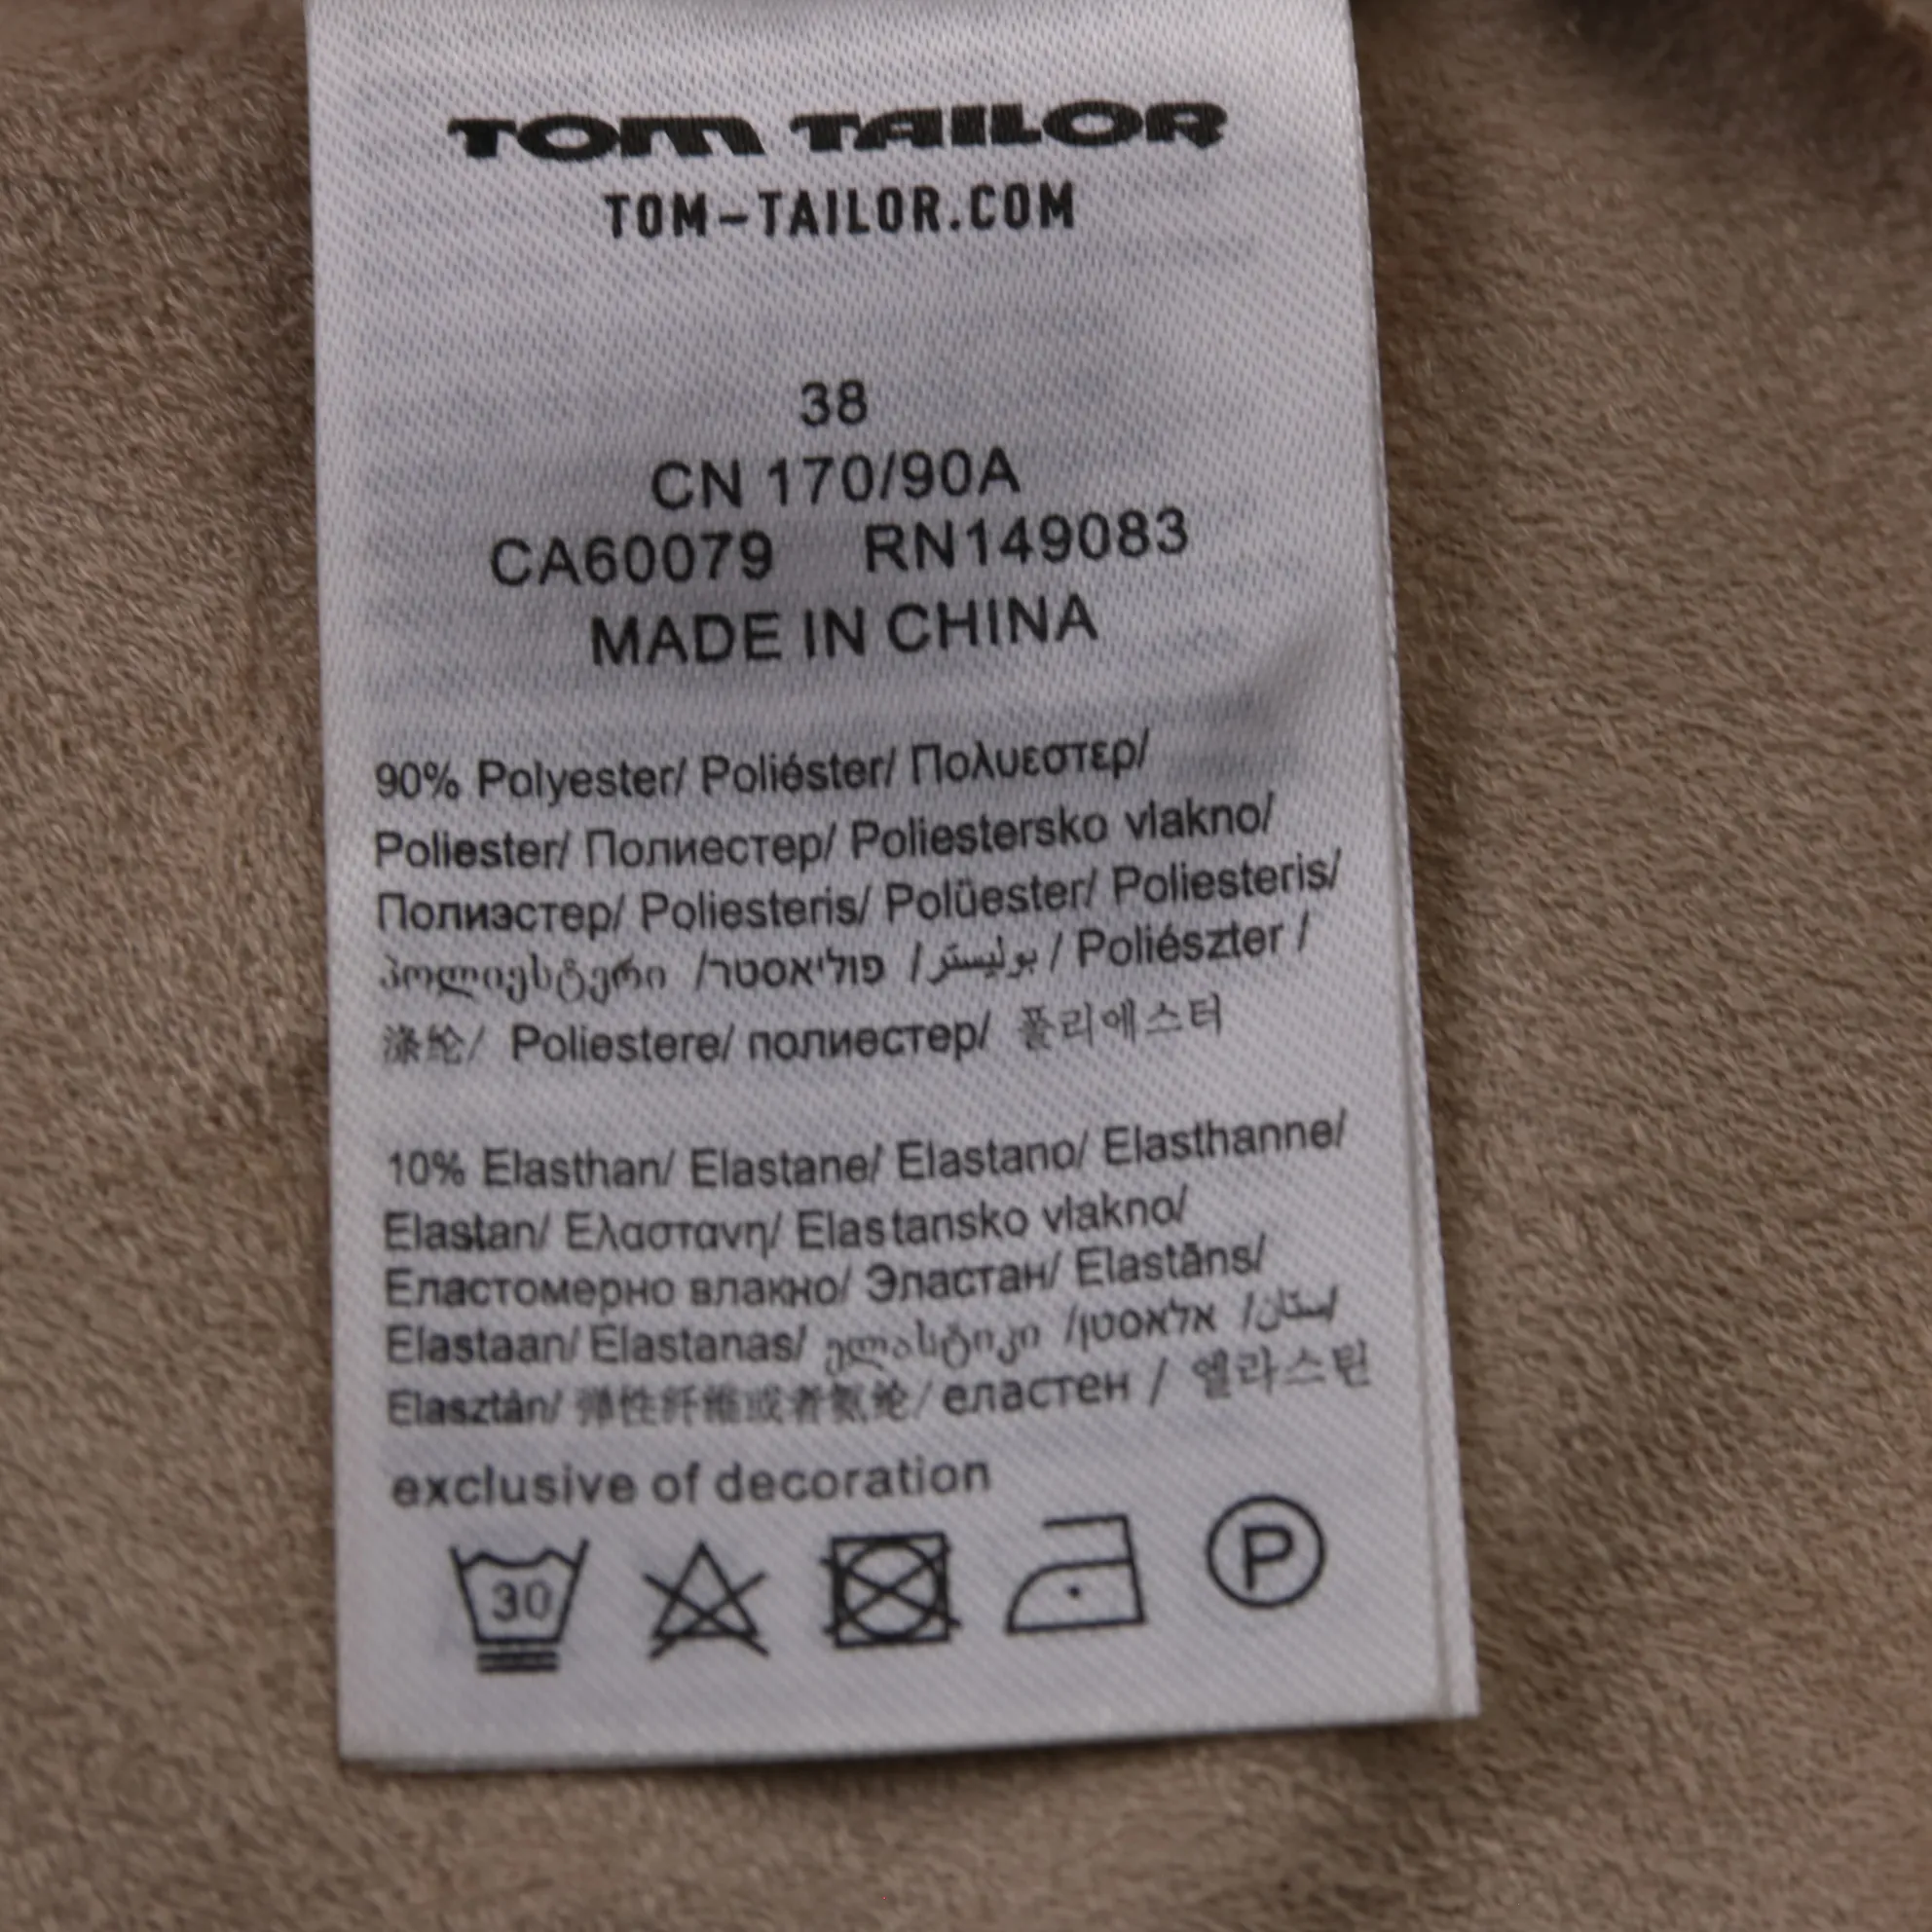 TOM TAILOR
TOM-TAILOR.COM
38
CN 170/90A
CA60079 RN149083
MADE IN CHINA
90% Polyester/ Poliéster/ Πολυεστερ/
Poliester/ Полиестер/ Poliestersko vlakno/
Полиэстер/ Poliesteris/ Polüester/ Poliesteris/
პოლიესტერი /פוליאסטר /بوليستر / Poliészter /
涤纶/ Poliestere/ полиестер/ 폴리에스터
10% Elasthan/ Elastane/ Elastano/ Elasthanne/
Elastan/ Ελαστανη/ Elastansko vlakno/
Еластомерно влакно/ Эластан/ Elastāns/
Elastaan/ Elastanas/ ელასტიკი /אלאסטן
Elasztán/ 弹性纤维或者氨纶/ еластен / 엘라스틴
exclusive of decoration
30
P